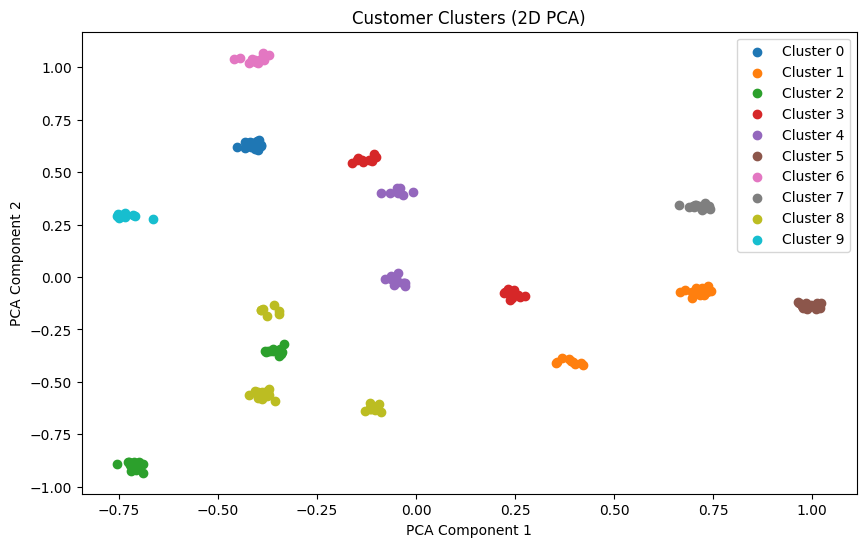 Customer Clusters (2D PCA)
Cluster 0
Cluster 1
Cluster 2
Cluster 3
Cluster 4
Cluster 5
Cluster 6
Cluster 7
Cluster 8
Cluster 9
PCA Component 2
1.00
0.75
0.50
0.25
0.00
−0.25
−0.50
−0.75
−1.00
−0.75 −0.50 −0.25 0.00 0.25 0.50 0.75 1.00
PCA Component 1